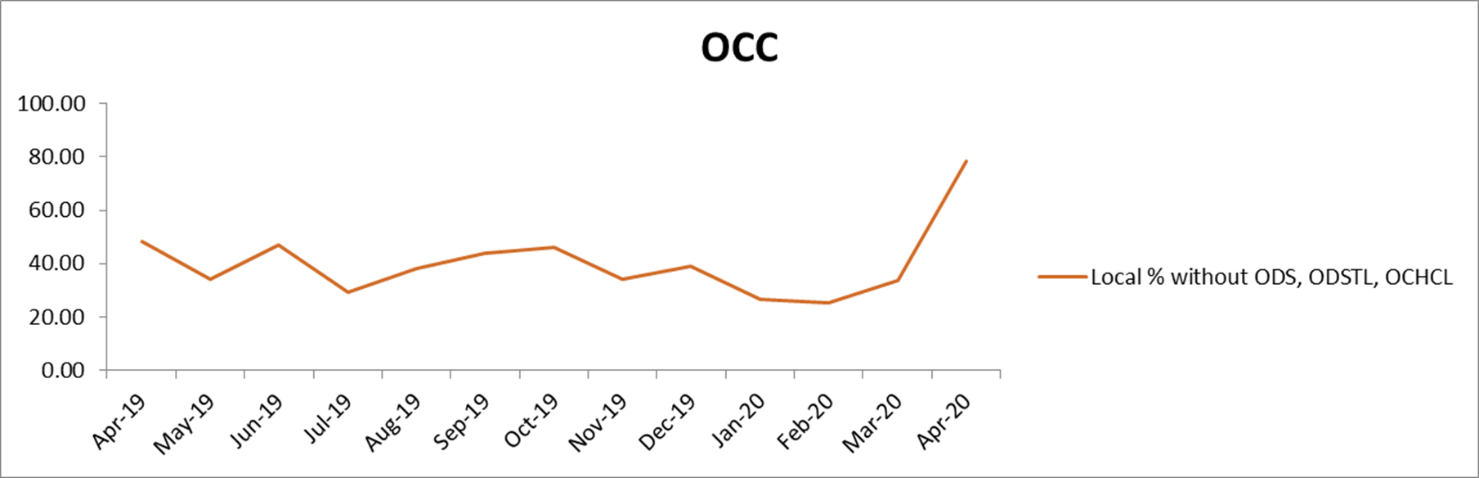 OCC
100.00
80.00
60.00
40.00
20.00
0.00
Apr-19
May-19
Jun-19
Jul-19
Aug-19
Sep-19
Oct-19
Nov-19
Dec-19
Jan-20
Feb-20
Mar-20
Apr-20
Local % without ODS, ODSTL, OCHCL